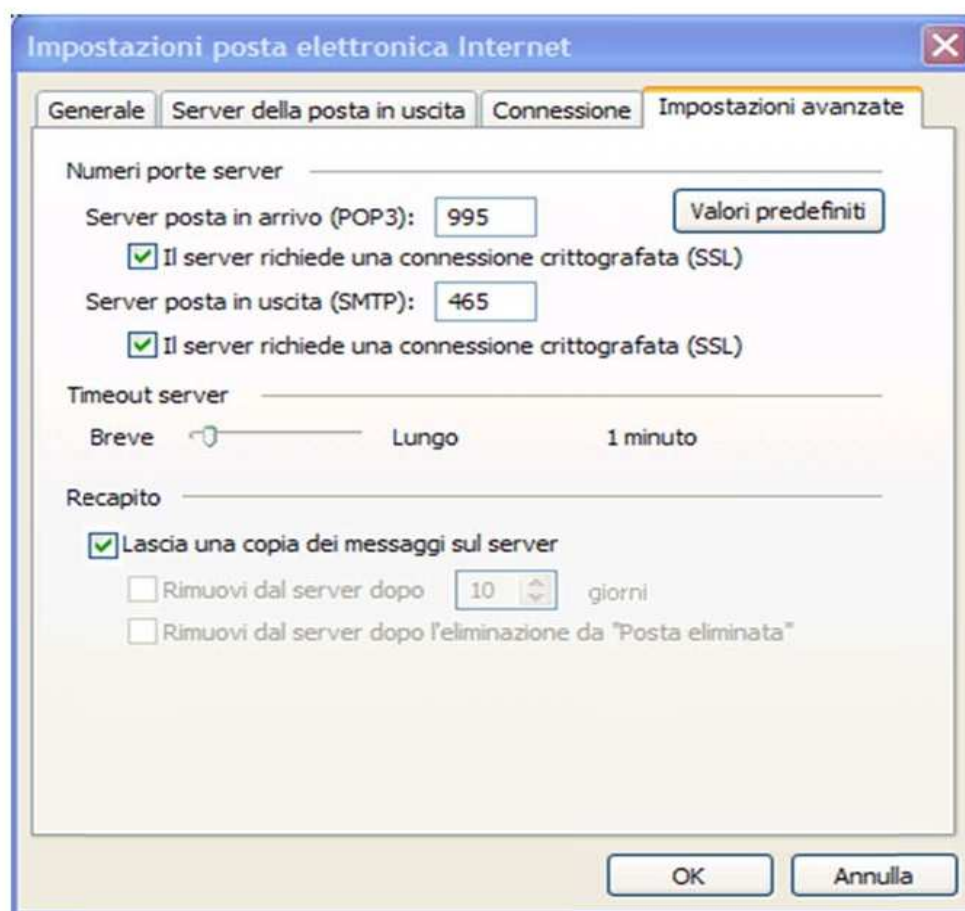 Impostazioni posta elettronica Internet
Generale Server della posta in uscita Connessione Impostazioni avanzate
Numeri porte server
Server posta in arrivo (POP3): 995 Valori predefiniti
Il server richiede una connessione crittografata (SSL)
Server posta in uscita (SMTP): 465
Il server richiede una connessione crittografata (SSL)
Timeout server
Breve Lungo 1 minuto
Recapito
Lascia una copia dei messaggi sul server
Rimuovi dal server dopo 10 giorni
Rimuovi dal server dopo l'eliminazione da "Posta eliminata"
OK Annulla